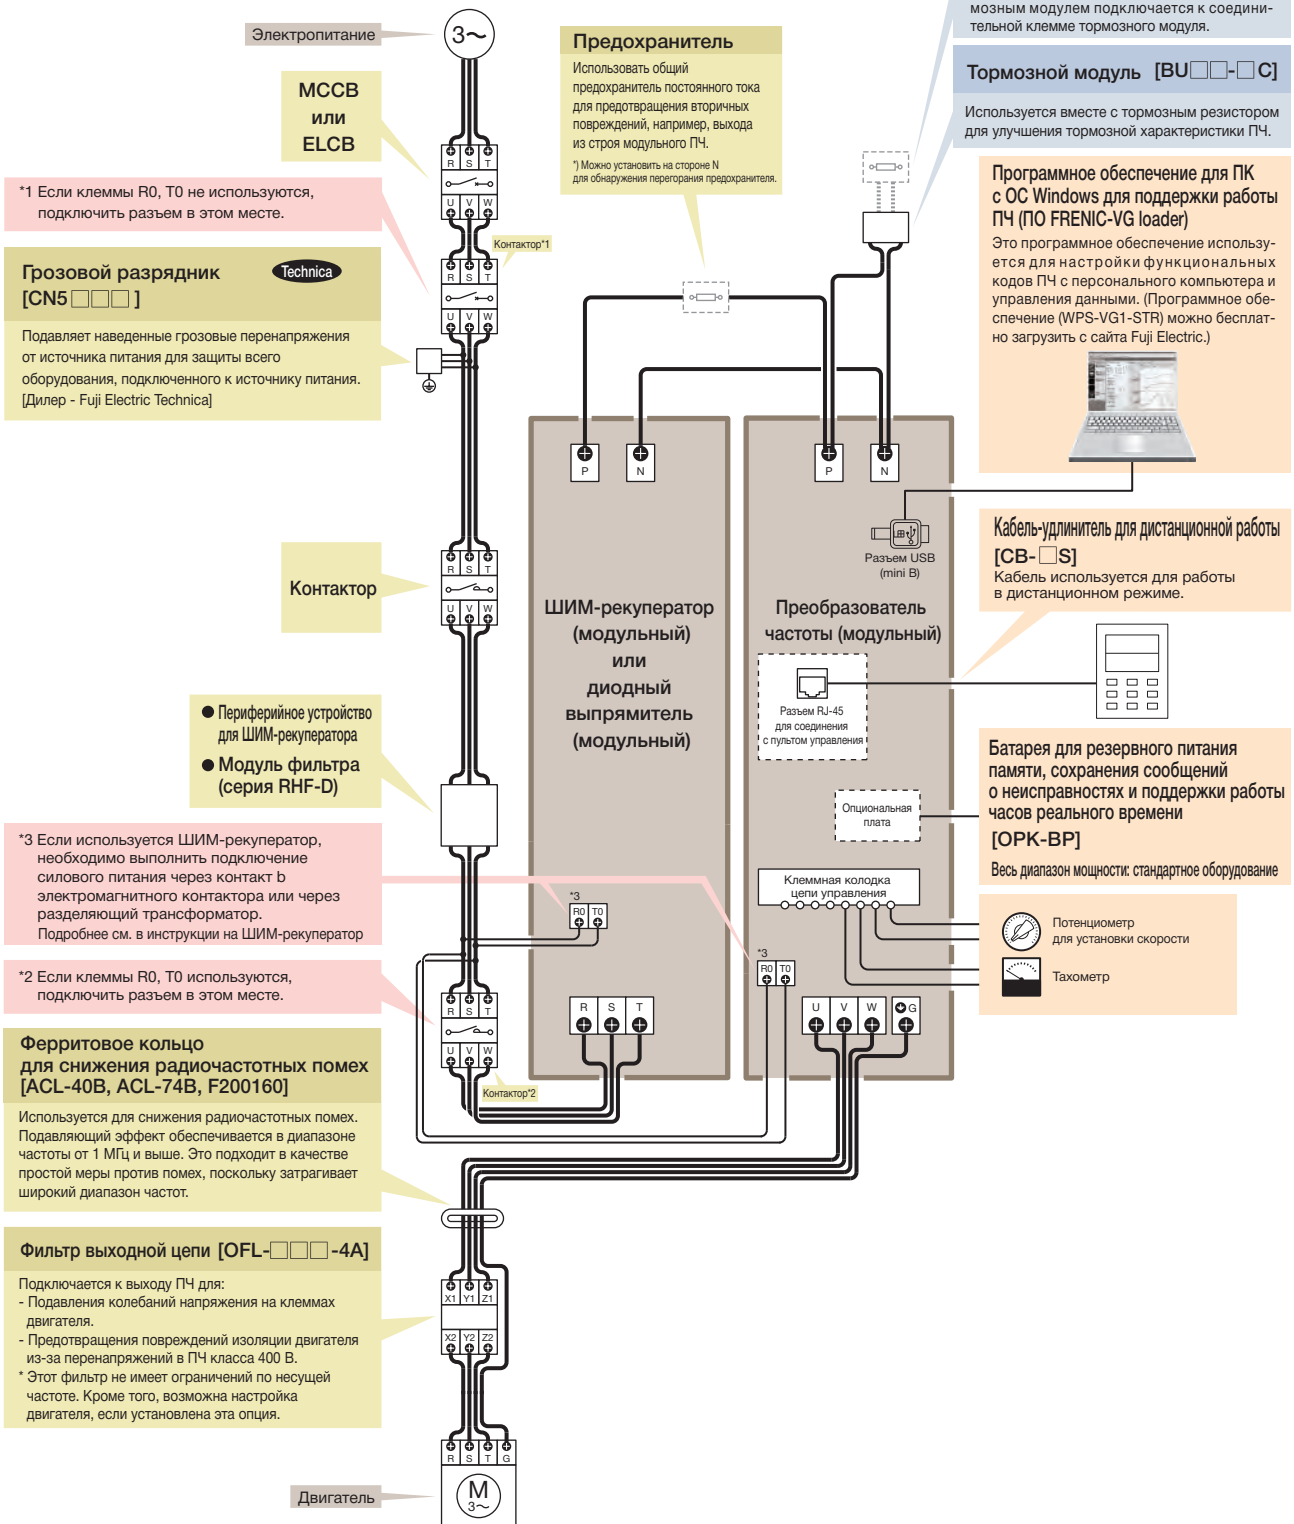 мозным модулем подключается к соедини-
тельной клемме тормозного модуля.
Электропитание
3~
Предохранитель
Использовать общий
предохранитель постоянного тока
для предотвращения вторичных
повреждений, например, выхода
из строя модульного ПЧ.
*) Можно установить на стороне N
для обнаружения перегорания предохранителя.
Тормозной модуль [BU□□-□C]
Используется вместе с тормозным резистором
для улучшения тормозной характеристики ПЧ.
MCCB
или
ELCB
R S T
U V W
*1 Если клеммы R0, T0 не используются,
подключить разъем в этом месте.
Контактор*1
R S T
U V W
Грозовой разрядник Technica
[CN5□□□]
Подавляет наведенные грозовые перенапряжения
от источника питания для защиты всего
оборудования, подключенного к источнику питания.
[Дилер - Fuji Electric Technica]
Программное обеспечение для ПК
с ОС Windows для поддержки работы
ПЧ (ПО FRENIC-VG loader)
Это программное обеспечение использу-
ется для настройки функциональных
кодов ПЧ с персонального компьютера и
управления данными. (Программное обе-
спечение (WPS-VG1-STR) можно бесплат-
но загрузить с сайта Fuji Electric.)
P N
P N
Разъем USB
(mini B)
Кабель-удлинитель для дистанционной работы
[CB-□S]
Кабель используется для работы
в дистанционном режиме.
Контактор
R S T
U V W
ШИМ-рекуператор
(модульный)
или
диодный
выпрямитель
(модульный)
Преобразователь
частоты (модульный)
Разъем RJ-45
для соединения
с пультом управления
● Периферийное устройство
для ШИМ-рекуператора
● Модуль фильтра
(серия RHF-D)
Батарея для резервного питания
памяти, сохранения сообщений
о неисправностях и поддержки работы
часов реального времени
[OPK-BP]
Весь диапазон мощности: стандартное оборудование
Опциональная
плата
*3 Если используется ШИМ-рекуператор,
необходимо выполнить подключение
силового питания через контакт b
электромагнитного контактора или через
разделяющий трансформатор.
Подробнее см. в инструкции на ШИМ-рекуператор
Клеммная колодка
цепи управления
*3
R0 T0
Потенциометр
для установки скорости
Тахометр
*3
R0 T0
*2 Если клеммы R0, T0 используются,
подключить разъем в этом месте.
R S T
U V W
Контактор*2
R S T
U V W G
Ферритовое кольцо
для снижения радиочастотных помех
[ACL-40B, ACL-74B, F200160]
Используется для снижения радиочастотных помех.
Подавляющий эффект обеспечивается в диапазоне
частоты от 1 МГц и выше. Это подходит в качестве
простой меры против помех, поскольку затрагивает
широкий диапазон частот.
Фильтр выходной цепи [OFL-□□□-4A]
Подключается к выходу ПЧ для:
- Подавления колебаний напряжения на клеммах
двигателя.
- Предотвращения повреждений изоляции двигателя
из-за перенапряжений в ПЧ класса 400 В.
* Этот фильтр не имеет ограничений по несущей
частоте. Кроме того, возможна настройка
двигателя, если установлена эта опция.
X1 Y1 Z1
X2 Y2 Z2
R S T G
Двигатель
M
3~